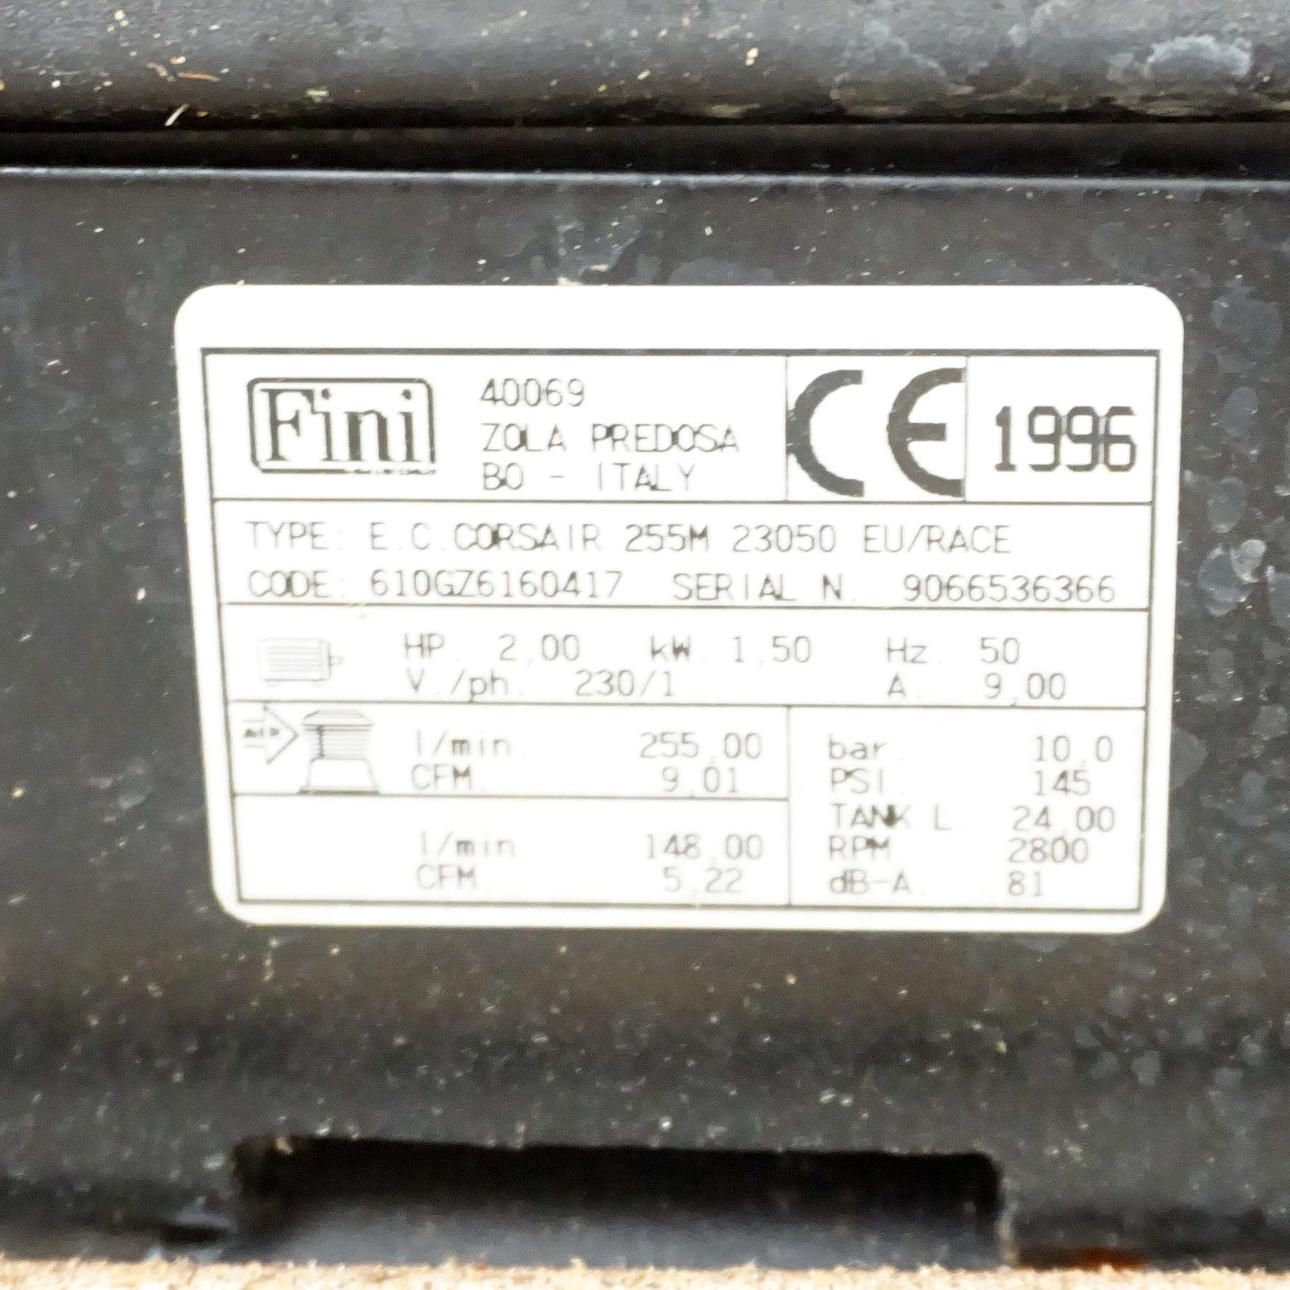 Fini
40069
ZOLA PREDOSA
BO - ITALY
CE
1996
TYPE: E.C.CORSAIR 255M 23050 EU/RACE
CODE: 610GZ6160417 SERIAL N. 9066536366
HP. 2,00 kW. 1,50 Hz. 50
V./ph. 230/1 A. 9,00
AIR
l/min. 255,00
CFM. 9,01
l/min. 148,00
CFM. 5,22
bar 10,0
PSI. 145
TANK L. 24,00
RPM. 2800
dB-A. 81